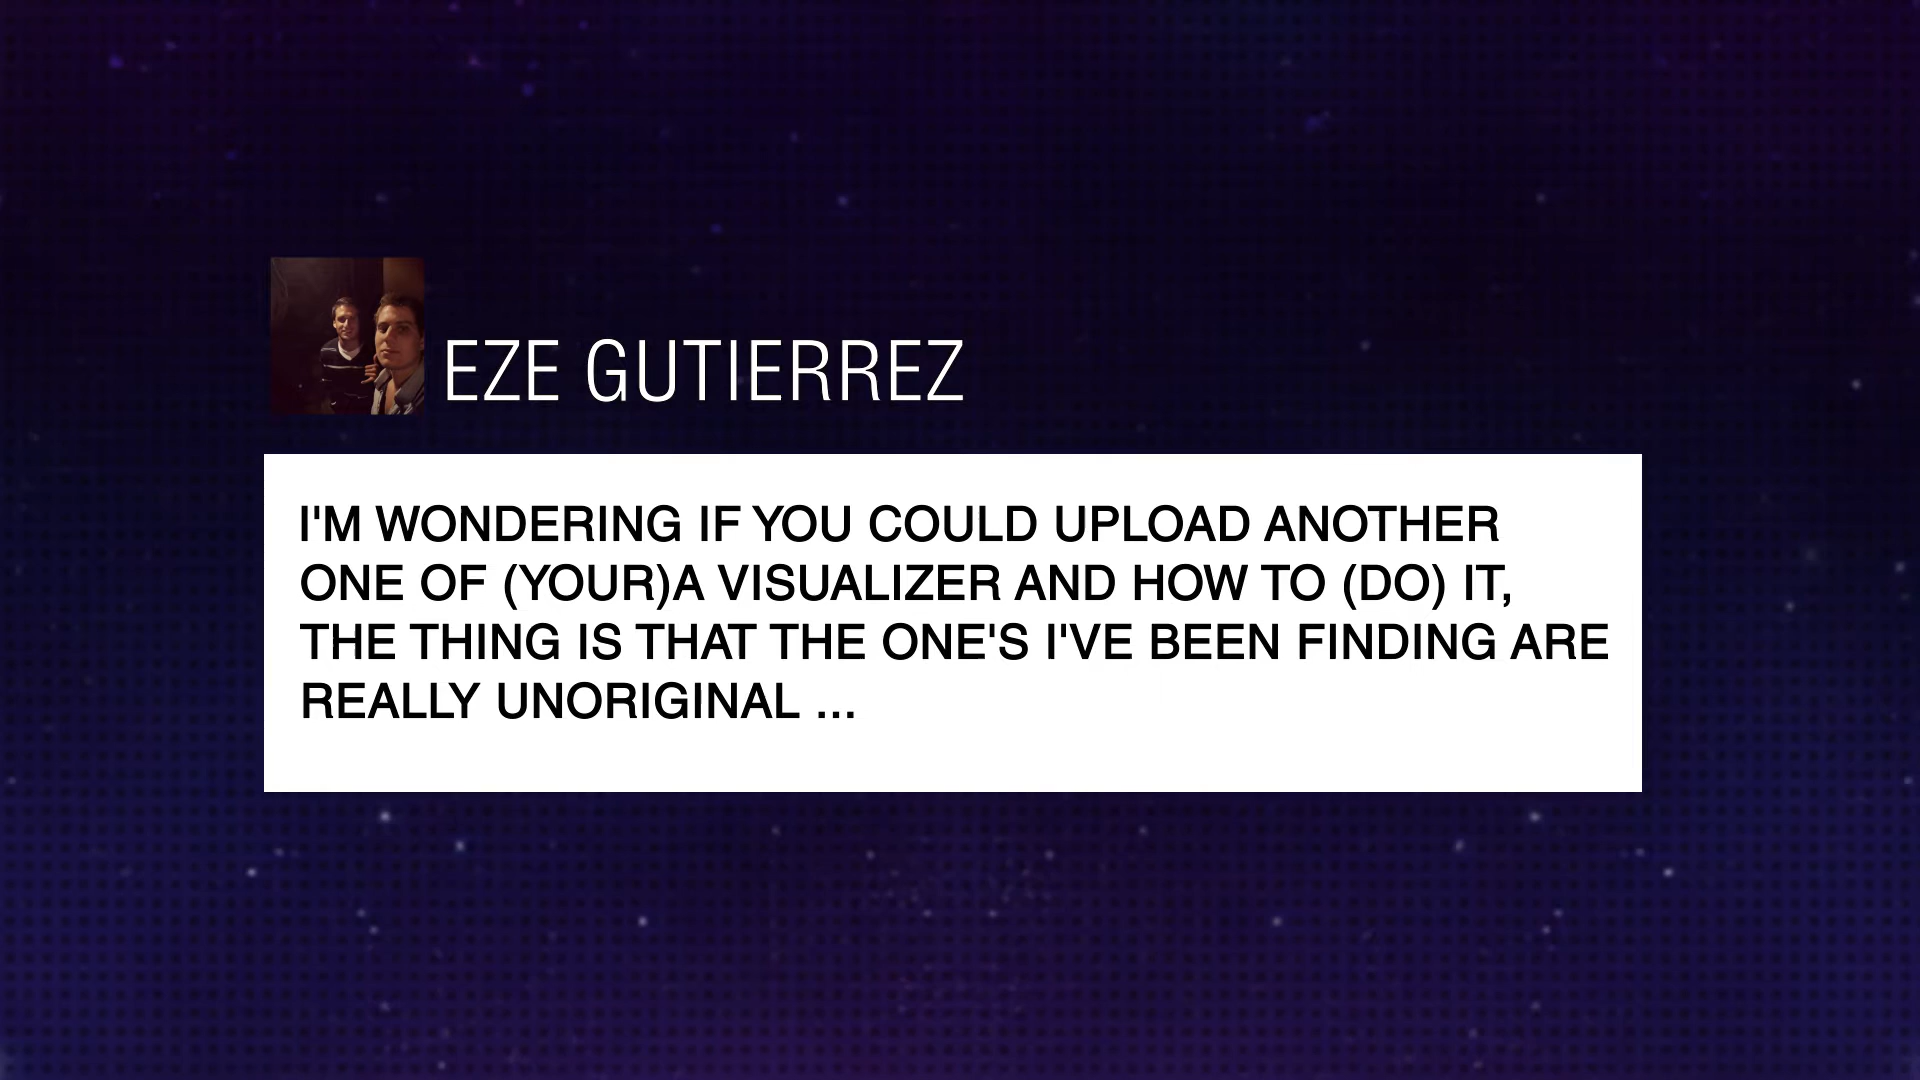 EZE GUTIERREZ
I'M WONDERING IF YOU COULD UPLOAD ANOTHER
ONE OF (YOUR)A VISUALIZER AND HOW TO (DO) IT,
THE THING IS THAT THE ONE'S I'VE BEEN FINDING ARE
REALLY UNORIGINAL ...